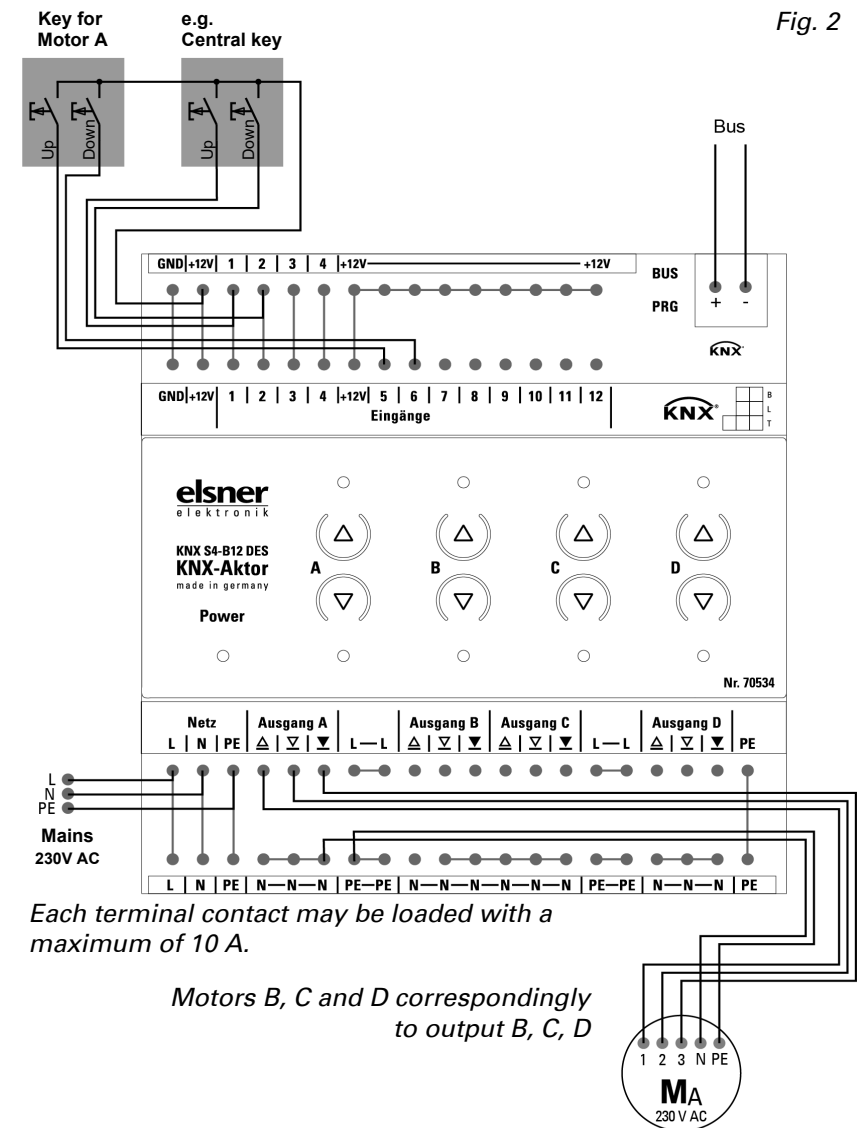 Key for
Motor A
e.g.
Central key
Fig. 2
Up
Down
Up
Down
Bus
GND +12V 1 2 3 4 +12V +12V
BUS
PRG
+ -
KNX
GND +12V 1 2 3 4 +12V 5 6 7 8 9 10 11 12
Eingänge
KNX®
B
L
T
elsner
elektronik
KNX S4-B12 DES
KNX-Aktor
made in germany
Power
A
B
C
D
Nr. 70534
Netz Ausgang A Ausgang B Ausgang C Ausgang D
L N PE L L L L PE
L
N
PE
Mains
230V AC
L N PE N N N PE PE N N N N N N PE PE N N N PE
Each terminal contact may be loaded with a
maximum of 10 A.
Motors B, C and D correspondingly
to output B, C, D
1 2 3 N PE
MA
230 V AC